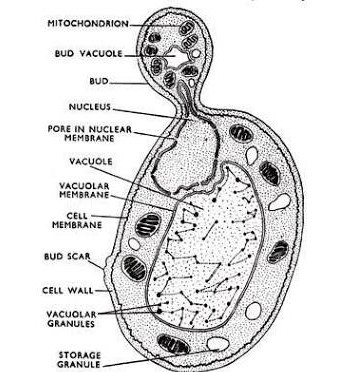 MITOCHONDRION
BUD VACUOLE
BUD
NUCLEUS
PORE IN NUCLEAR
MEMBRANE
VACUOLE
VACUOLAR
MEMBRANE
CELL
MEMBRANE
BUD SCAR
CELL WALL
VACUOLAR
GRANULES
STORAGE
GRANULE